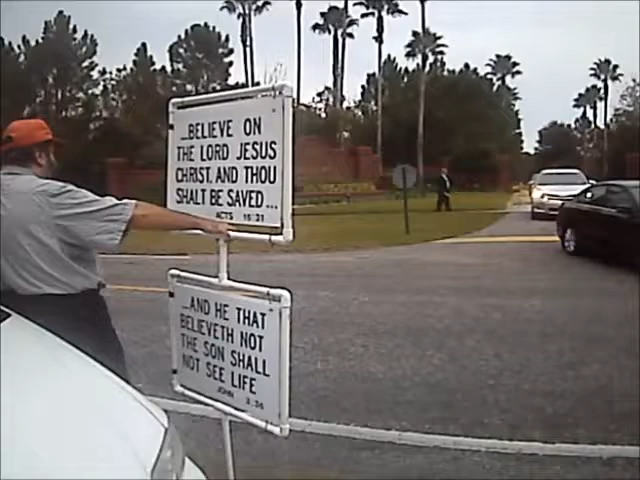 ...BELIEVE ON
THE LORD JESUS
CHRIST, AND THOU
SHALT BE SAVED...
ACTS 16:31
...AND HE THAT
BELIEVETH NOT
THE SON SHALL
NOT SEE LIFE
JOHN 3:36